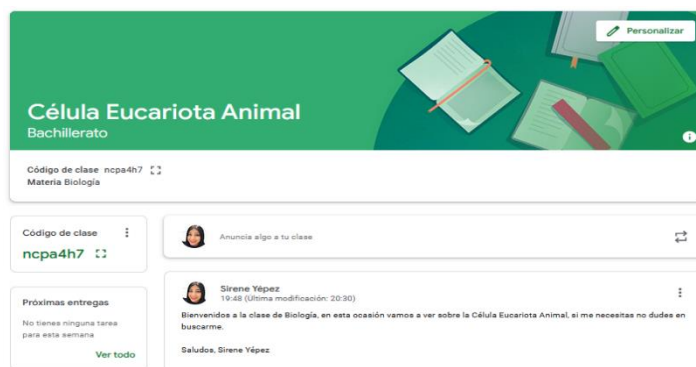 Personalizar
Célula Eucariota Animal
Bachillerato
Código de clase ncpa4h7
Materia Biología
Código de clase
ncpa4h7
Próximas entregas
No tienes ninguna tarea
para esta semana
Ver todo
Anuncia algo a tu clase
Sirene Yépez
19:48 (Última modificación: 20:30)
Bienvenidos a la clase de Biología, en esta ocasión vamos a ver sobre la Célula Eucariota Animal, si me necesitas no dudes en
buscarme.
Saludos, Sirene Yépez